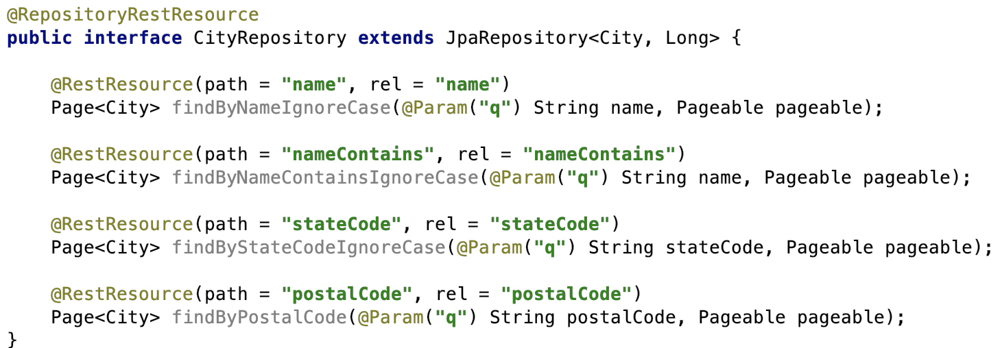 @RepositoryRestResource
public interface CityRepository extends JpaRepository<City, Long> {
@RestResource(path = "name", rel = "name")
Page<City> findByNameIgnoreCase(@Param("q") String name, Pageable pageable);
@RestResource(path = "nameContains", rel = "nameContains")
Page<City> findByNameContainsIgnoreCase(@Param("q") String name, Pageable pageable);
@RestResource(path = "stateCode", rel = "stateCode")
Page<City> findByStateCodeIgnoreCase(@Param("q") String stateCode, Pageable pageable);
@RestResource(path = "postalCode", rel = "postalCode")
Page<City> findByPostalCode(@Param("q") String postalCode, Pageable pageable);
}